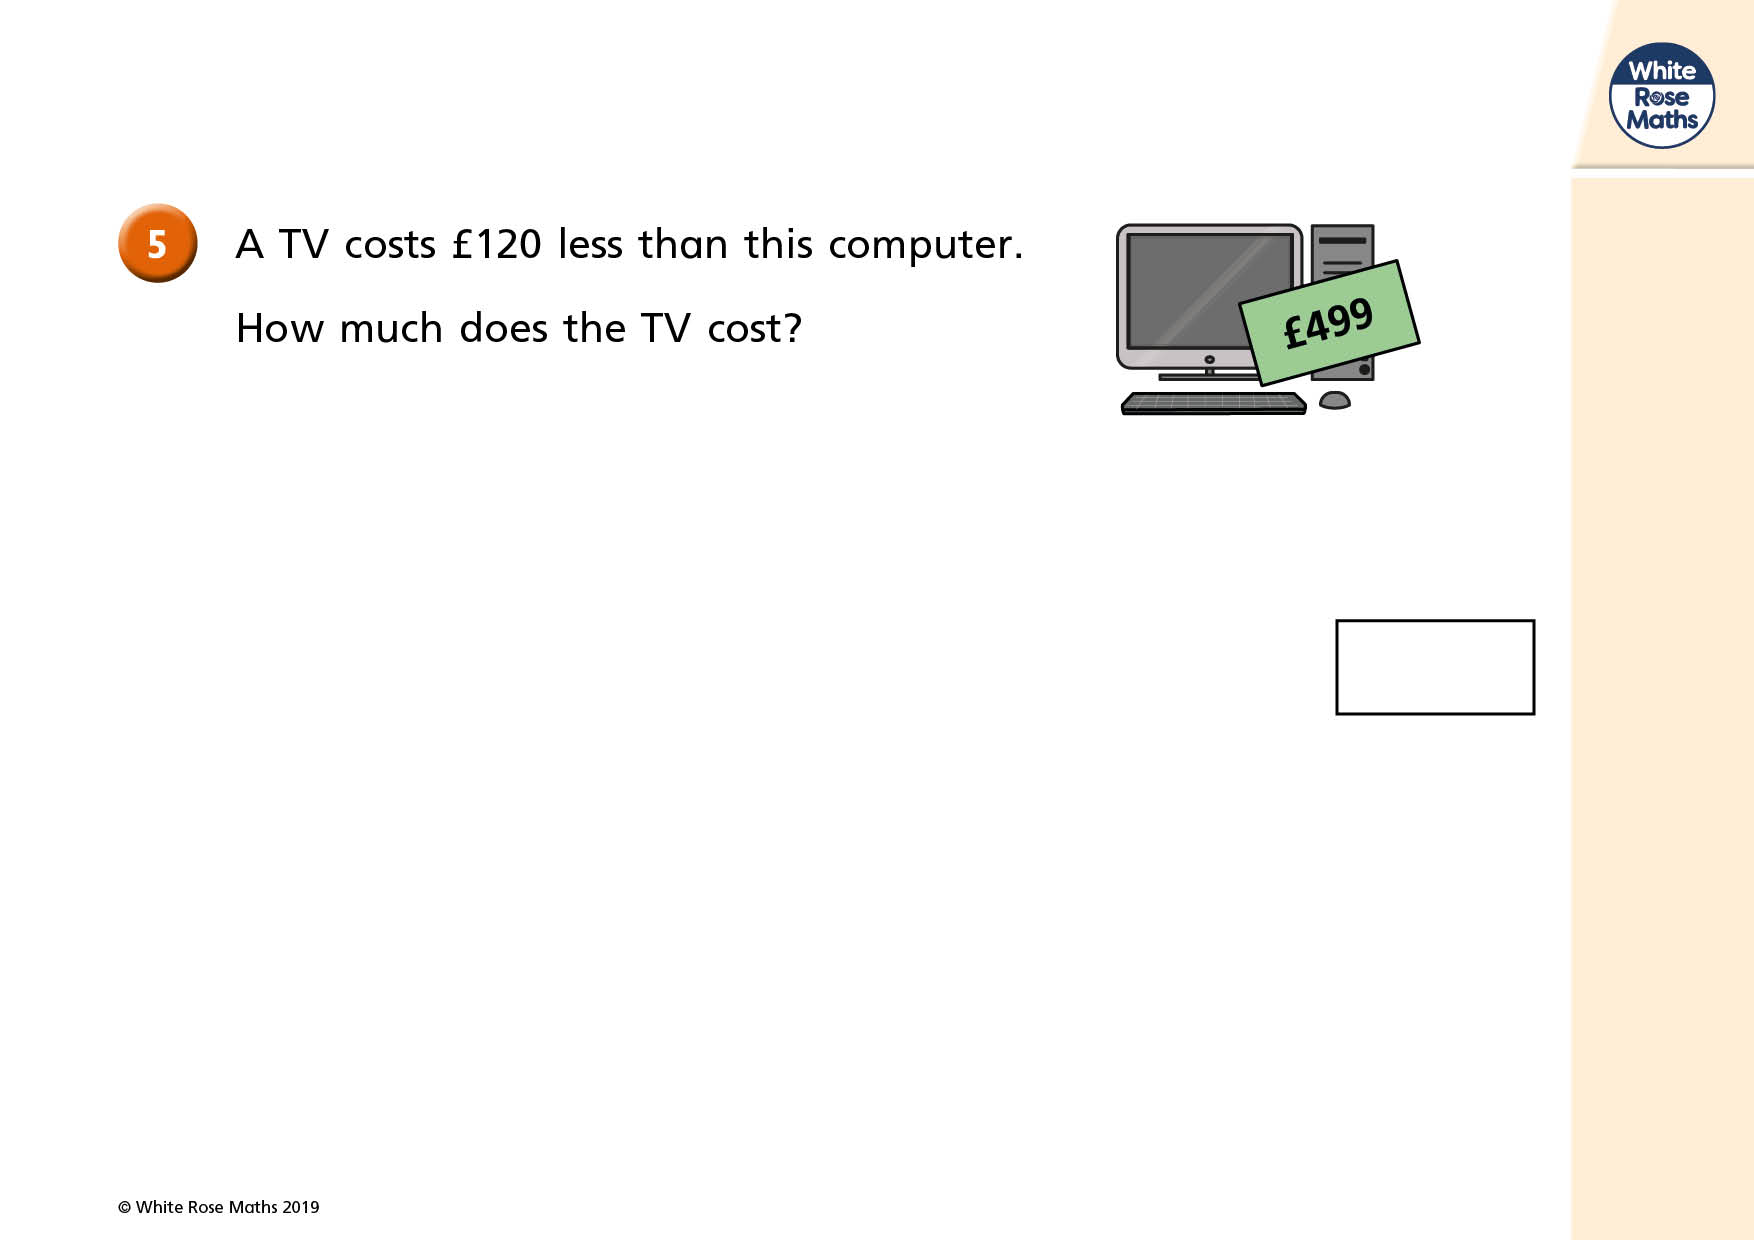 White
Rose
Maths
5 A TV costs £120 less than this computer.
How much does the TV cost?
£499
© White Rose Maths 2019